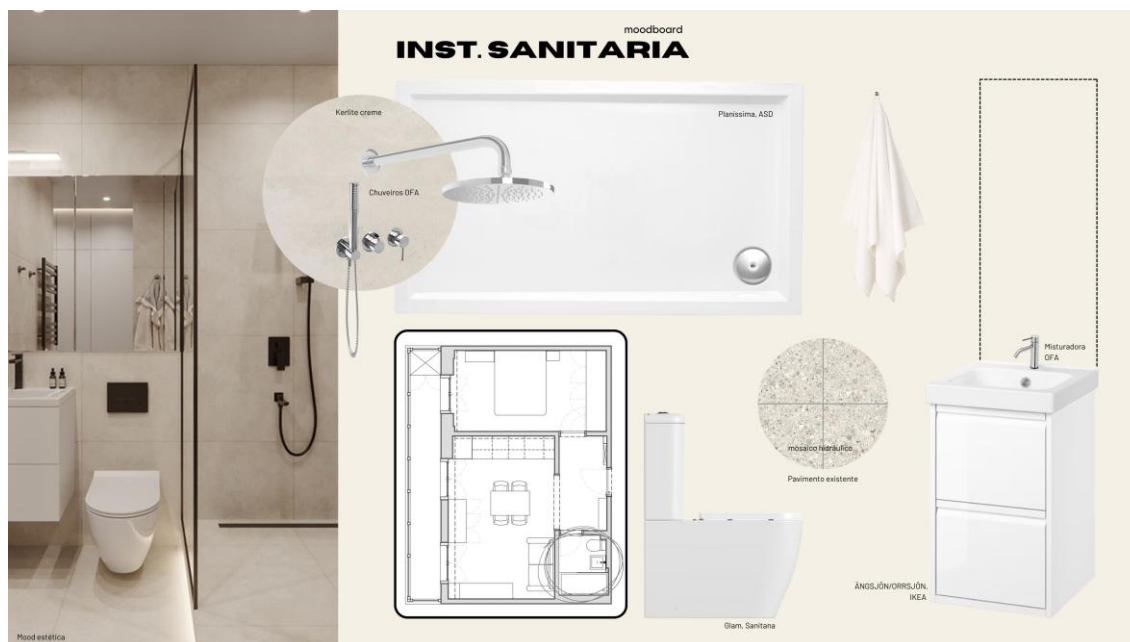 moodboard
INST. SANITARIA
Kerlite creme
Planíssima, ASD
Chuveiros OFA
Misturadora
OFA
mosaico hidráulico
Pavimento existente
ÄNGSJÖN/ORRSJÖN,
IKEA
Glam, Sanitana
Mood estética